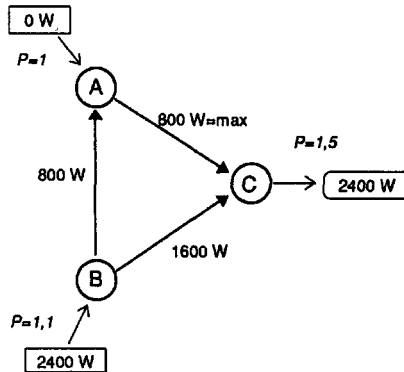 0 W
P=1
A
800 W=max
P=1,5
800 W
C
2400 W
1600 W
B
P=1,1
2400 W